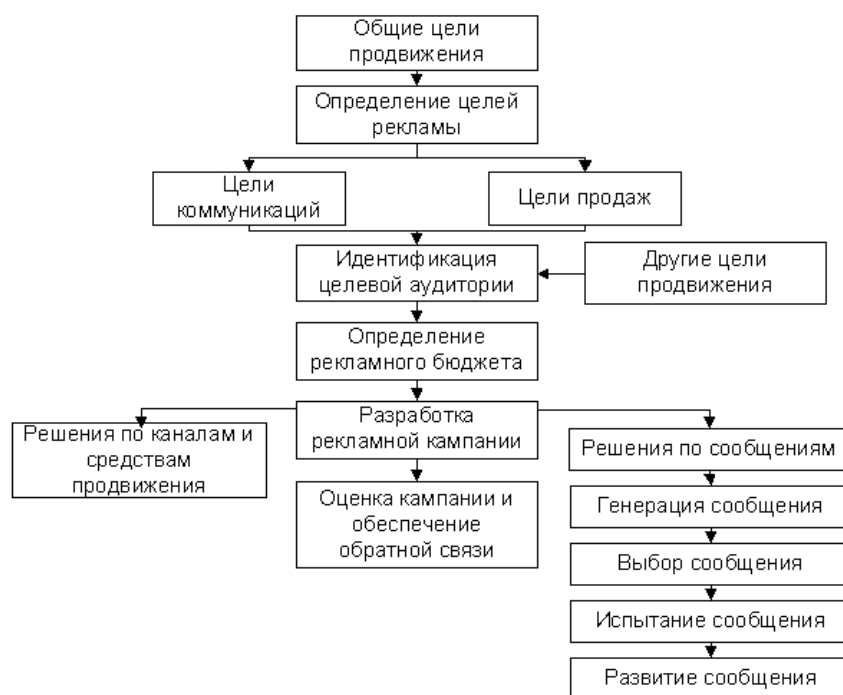 Общие цели
продвижения
Определение целей
рекламы
Цели
коммуникаций
Цели продаж
Идентификация
целевой аудитории
Другие цели
продвижения
Определение
рекламного бюджета
Разработка
рекламной кампании
Решения по каналам и
средствам
продвижения
Решения по сообщениям
Оценка кампании и
обеспечение
обратной связи
Генерация сообщения
Выбор сообщения
Испытание сообщения
Развитие сообщения